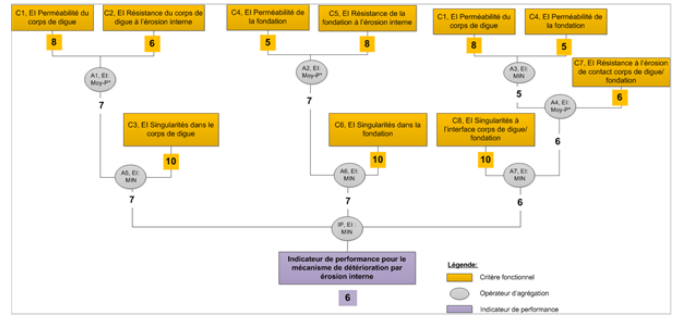 C1, EI Perméabilité du
corps de digue
8
C2, EI Résistance du corps
de digue à l'érosion interne
6
C4, EI Perméabilité de
la fondation
5
C5, EI Résistance de la
fondation à l'érosion interne
8
C1, EI Perméabilité du
corps de digue
8
C4, EI Perméabilité de
la fondation
5
A1, EI:
Moy-P*
7
A2, EI:
Moy-P*
7
A3, EI:
MIN
5
C7, EI Résistance à l'érosion
de contact corps de digue/
fondation
6
A4, EI:
Moy-P*
6
C3, EI Singularités dans le
corps de digue
10
C6, EI Singularités dans la
fondation
10
C8, EI Singularités à
l'interface corps de digue/
fondation
10
A5, EI:
MIN
7
A6, EI:
MIN
7
A7, EI:
MIN
6
IP, EI :
MIN
Indicateur de performance pour le
mécanisme de détérioration par
érosion interne
6
Légende:
Critère fonctionnel
Opérateur d'agrégation
Indicateur de performance